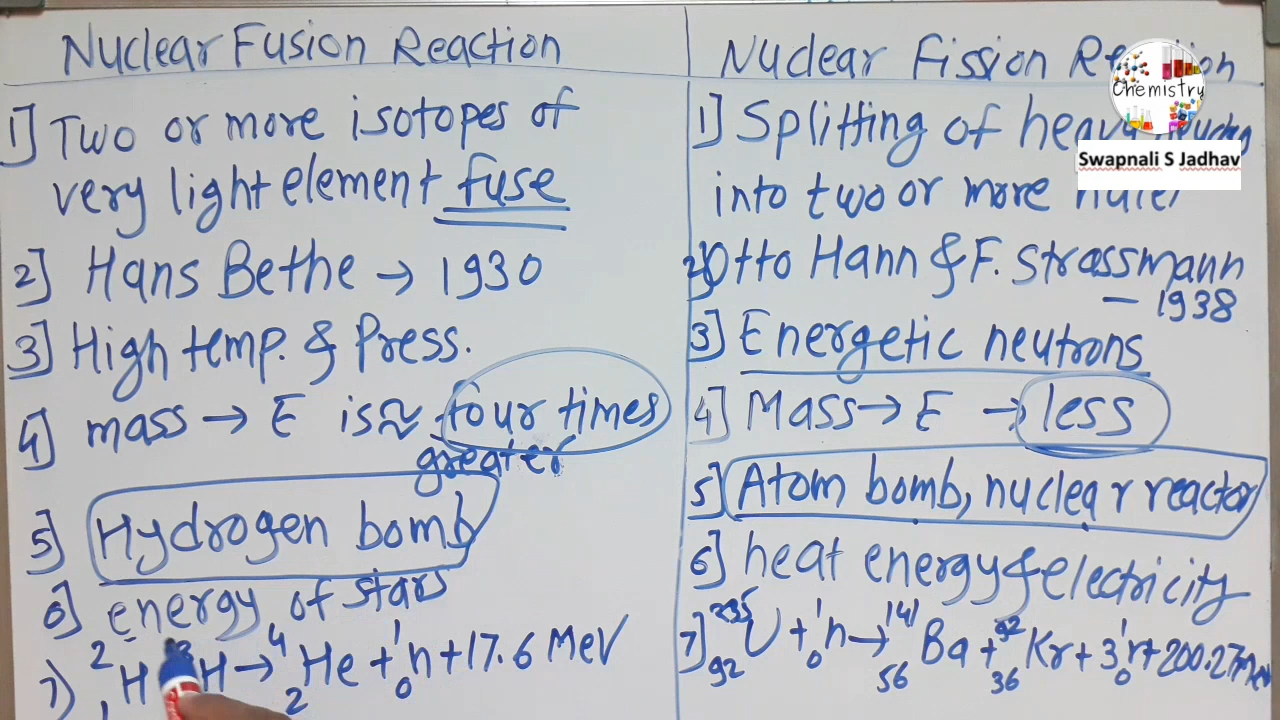 Nuclear Fusion Reaction
1] Two or more isotopes of
very light element fuse
2] Hans Bethe → 1930
3] High temp. & Press.
4] mass → E is ≈ four times
greater
5] Hydrogen bomb
6] energy of stars
7) ²₁H H → ⁴₂He + ¹₀n + 17.6 MeV
Nuclear Fission
Chemistry
Swapnali S Jadhav
1] Splitting of heavy
into two or more
2] Otto Hann & F. Strassmann
– 1938
3] Energetic neutrons
4] Mass → E → less
5] Atom bomb, nuclear reactor
6] heat energy & electricity
7] ²³⁵₉₂U + ¹₀n → ¹⁴¹₅₆Ba + ⁹²₃₆Kr + 3¹₀n + 200.27 MeV